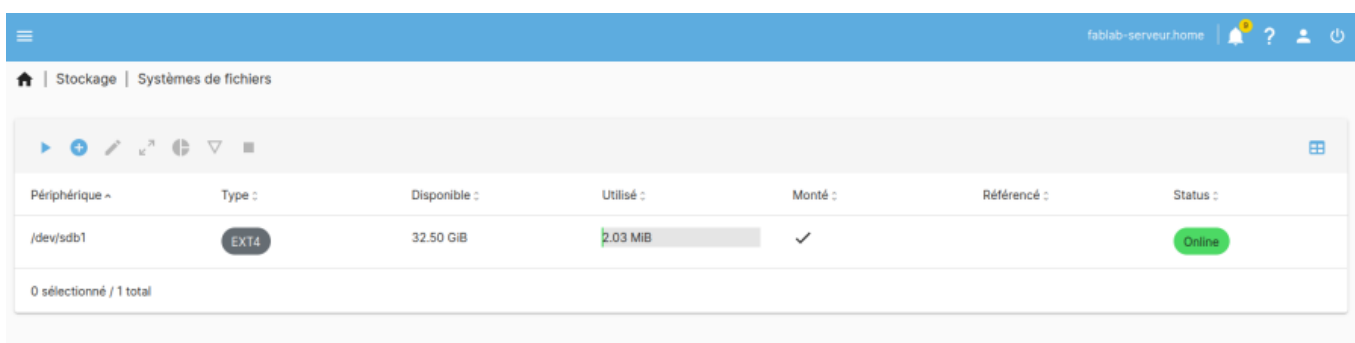 fablab-serveur.home
Stockage | Systèmes de fichiers
Périphérique Type Disponible Utilisé Monté Référencé Status
/dev/sdb1 EXT4 32.50 GiB 2.03 MiB Online
0 sélectionné / 1 total